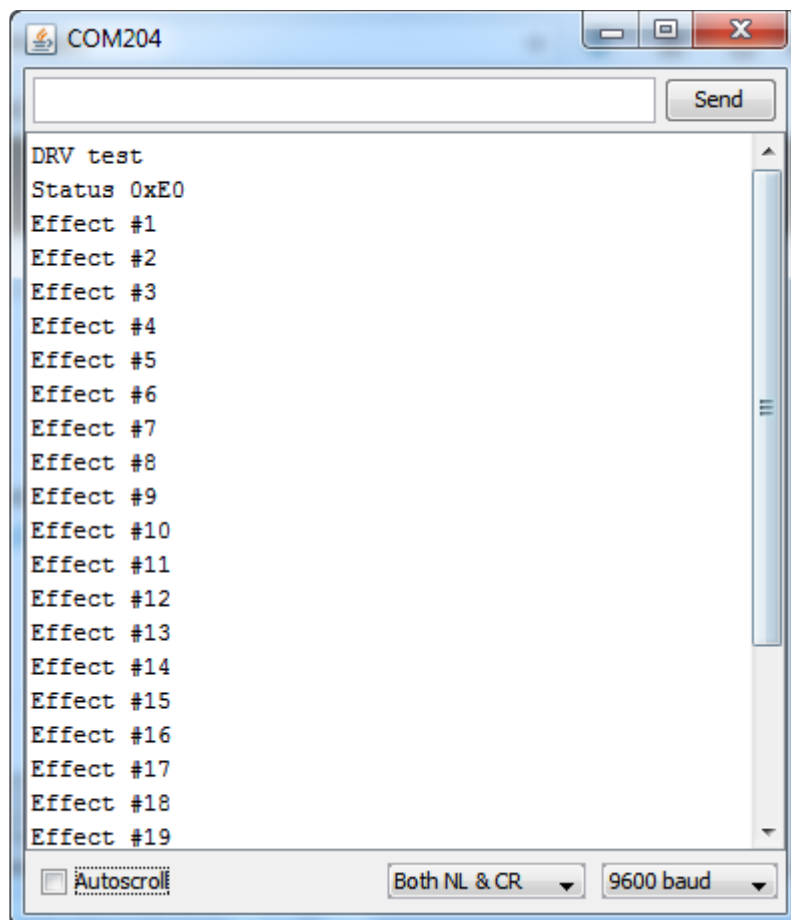 COM204
Send
DRV test
Status 0xE0
Effect #1
Effect #2
Effect #3
Effect #4
Effect #5
Effect #6
Effect #7
Effect #8
Effect #9
Effect #10
Effect #11
Effect #12
Effect #13
Effect #14
Effect #15
Effect #16
Effect #17
Effect #18
Effect #19
Autoscroll
Both NL & CR
9600 baud